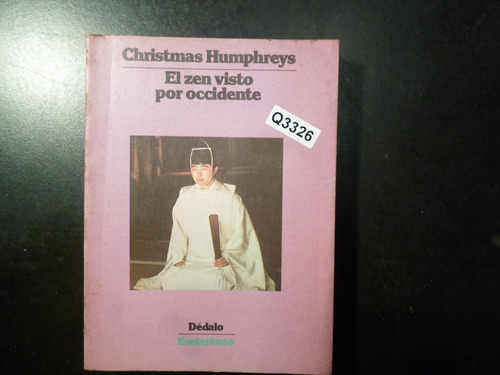 Christmas Humphreys
El zen visto
por occidente
Q3326
Dédalo
Esoterismo